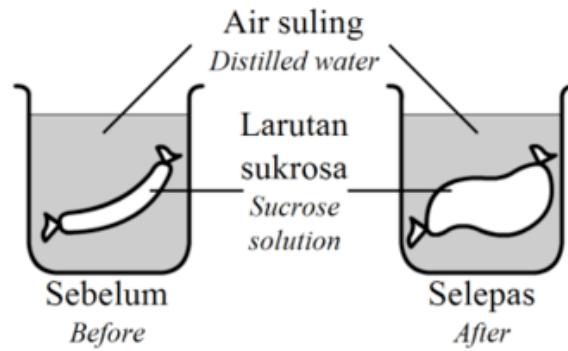 Air suling
Distilled water
Larutan
sukrosa
Sucrose
solution
Sebelum
Before
Selepas
After